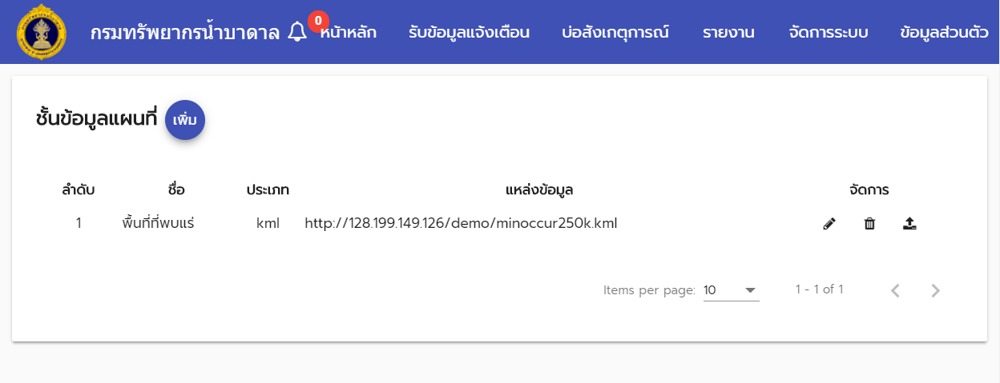 กรมทรัพยากรน้ำบาดาล 0 หน้าหลัก รับข้อมูลแจ้งเตือน บ่อสังเกตุการณ์ รายงาน จัดการระบบ ข้อมูลส่วนตัว
ชั้นข้อมูลแผนที่ เพิ่ม
ลำดับ ชื่อ ประเภท แหล่งข้อมูล จัดการ
1 พื้นที่ที่พบแร่ kml http://128.199.149.126/demo/minoccur250k.kml
Items per page: 10 1 - 1 of 1